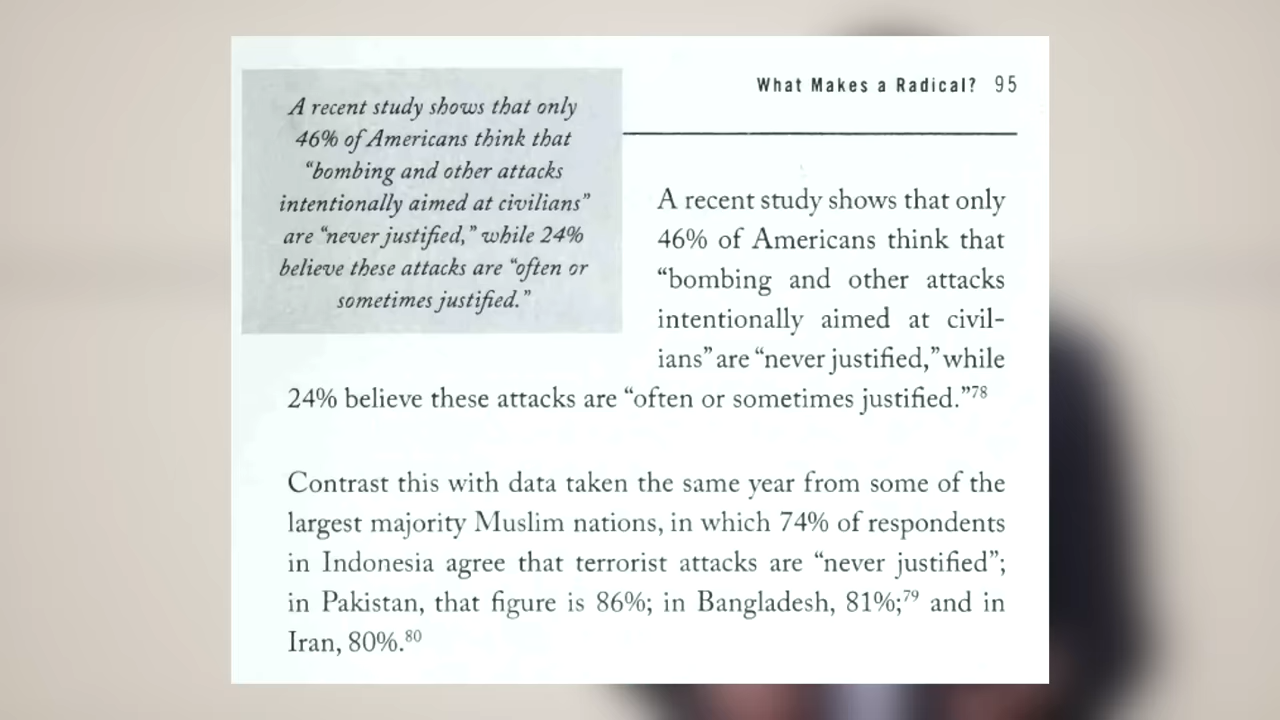 What Makes a Radical? 95
A recent study shows that only
46% of Americans think that
“bombing and other attacks
intentionally aimed at civilians”
are “never justified,” while 24%
believe these attacks are “often or
sometimes justified.”
A recent study shows that only
46% of Americans think that
“bombing and other attacks
intentionally aimed at civil-
ians” are “never justified,” while
24% believe these attacks are “often or sometimes justified.”78
Contrast this with data taken the same year from some of the
largest majority Muslim nations, in which 74% of respondents
in Indonesia agree that terrorist attacks are “never justified”;
in Pakistan, that figure is 86%; in Bangladesh, 81%;79 and in
Iran, 80%.80